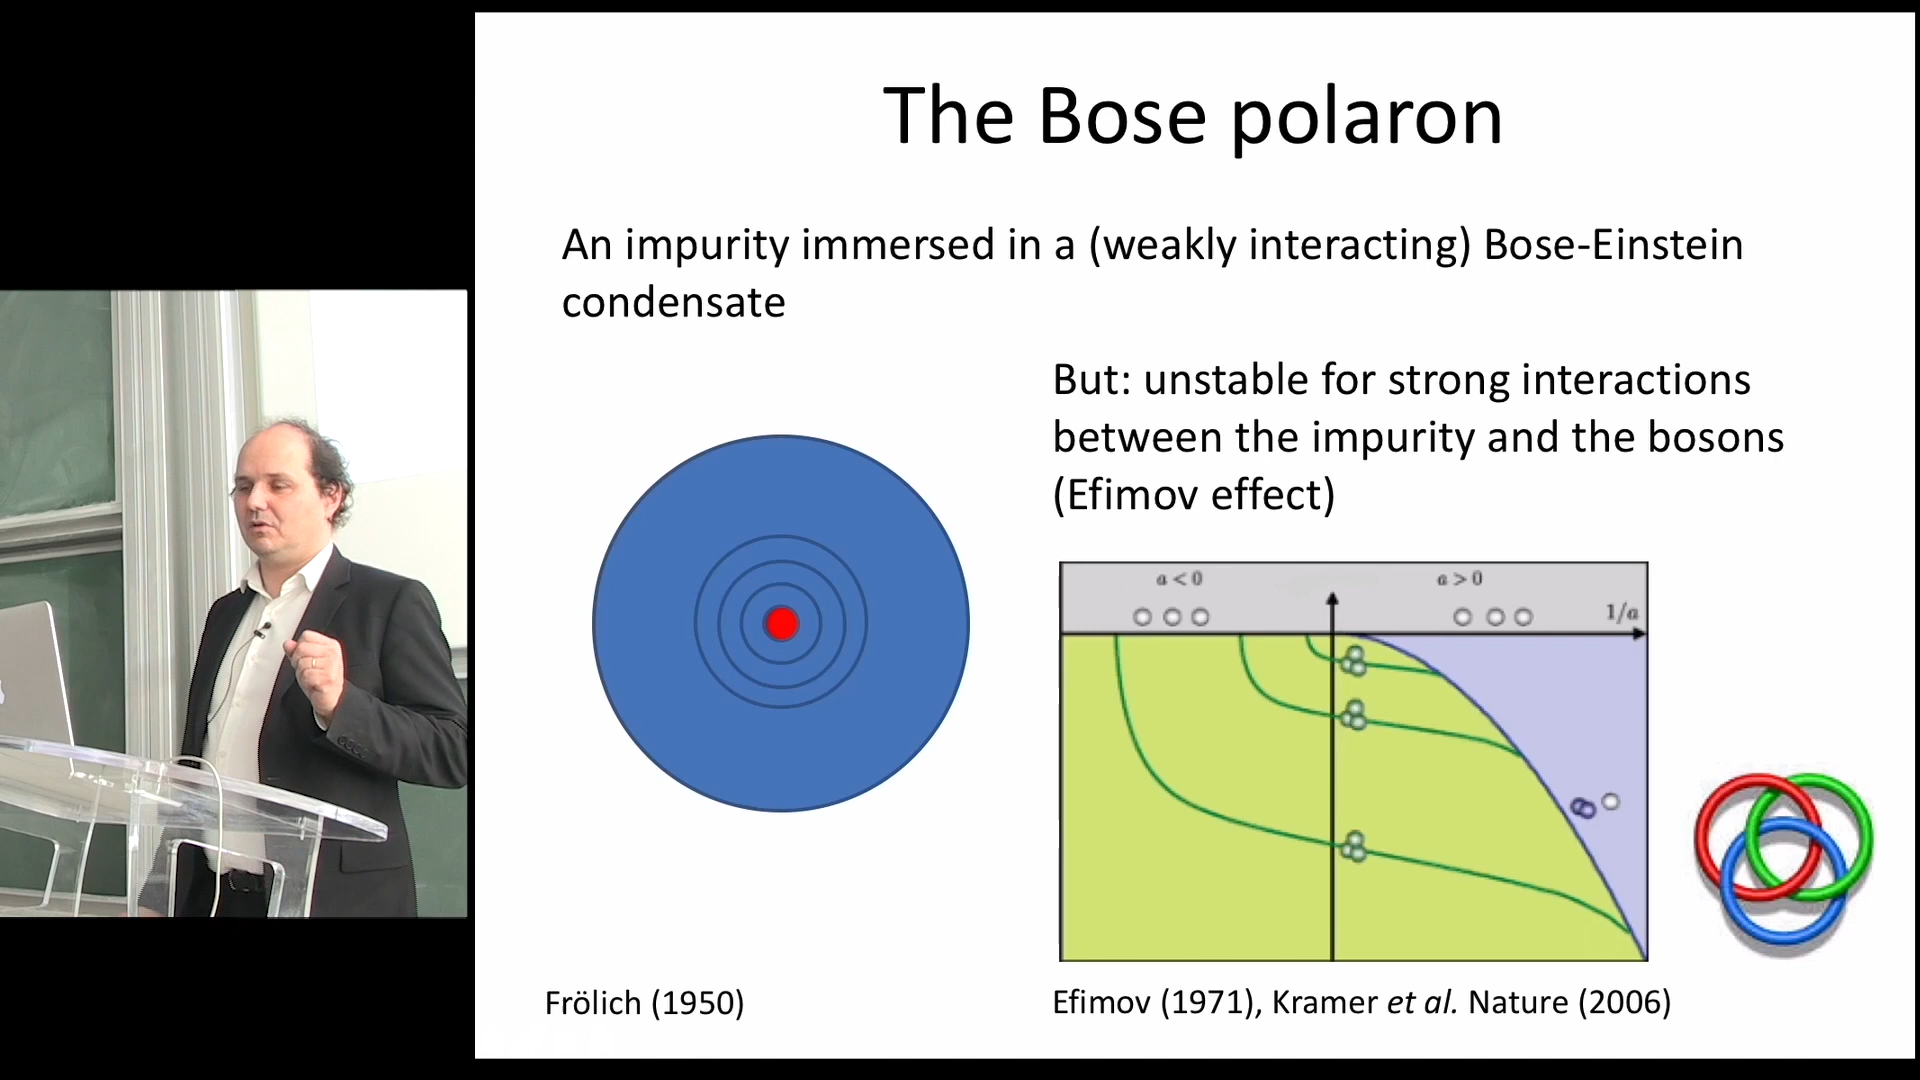 The Bose polaron
An impurity immersed in a (weakly interacting) Bose-Einstein
condensate
But: unstable for strong interactions
between the impurity and the bosons
(Efimov effect)
a < 0
a > 0
1/a
Frölich (1950)
Efimov (1971), Kramer et al. Nature (2006)